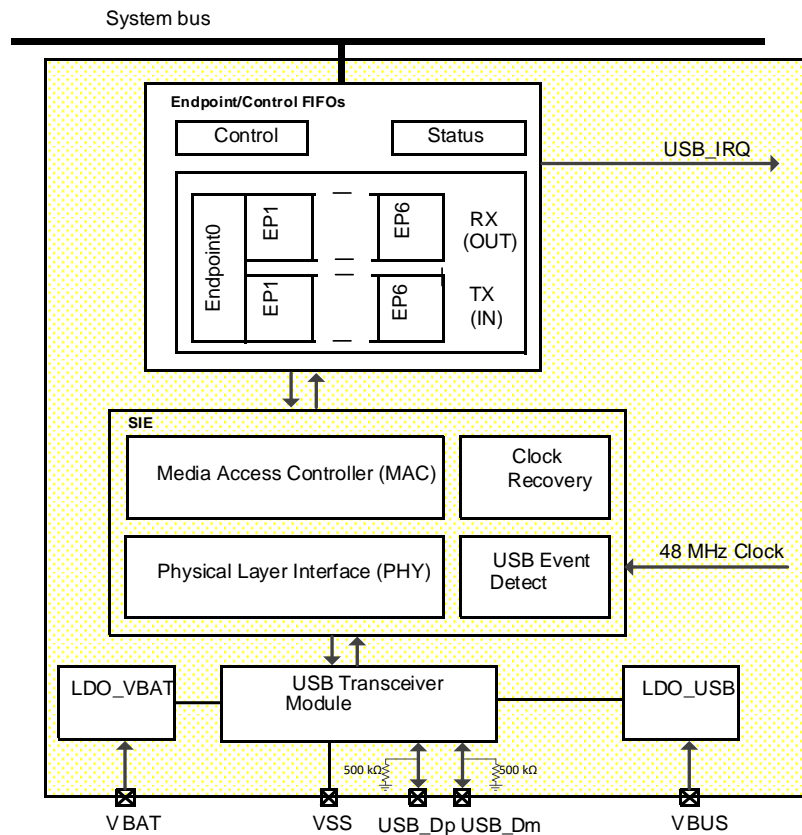 System bus
Endpoint/Control FIFOs
Control
Status
USB_IRQ
Endpoint0
EP1
EP6
RX
(OUT)
EP1
EP6
TX
(IN)
SIE
Media Access Controller (MAC)
Clock
Recovery
Physical Layer Interface (PHY)
USB Event
Detect
48 MHz Clock
LDO_VBAT
USB Transceiver
Module
LDO_USB
500 kΩ
500 kΩ
VBAT
VSS
USB_Dp
USB_Dm
VBUS